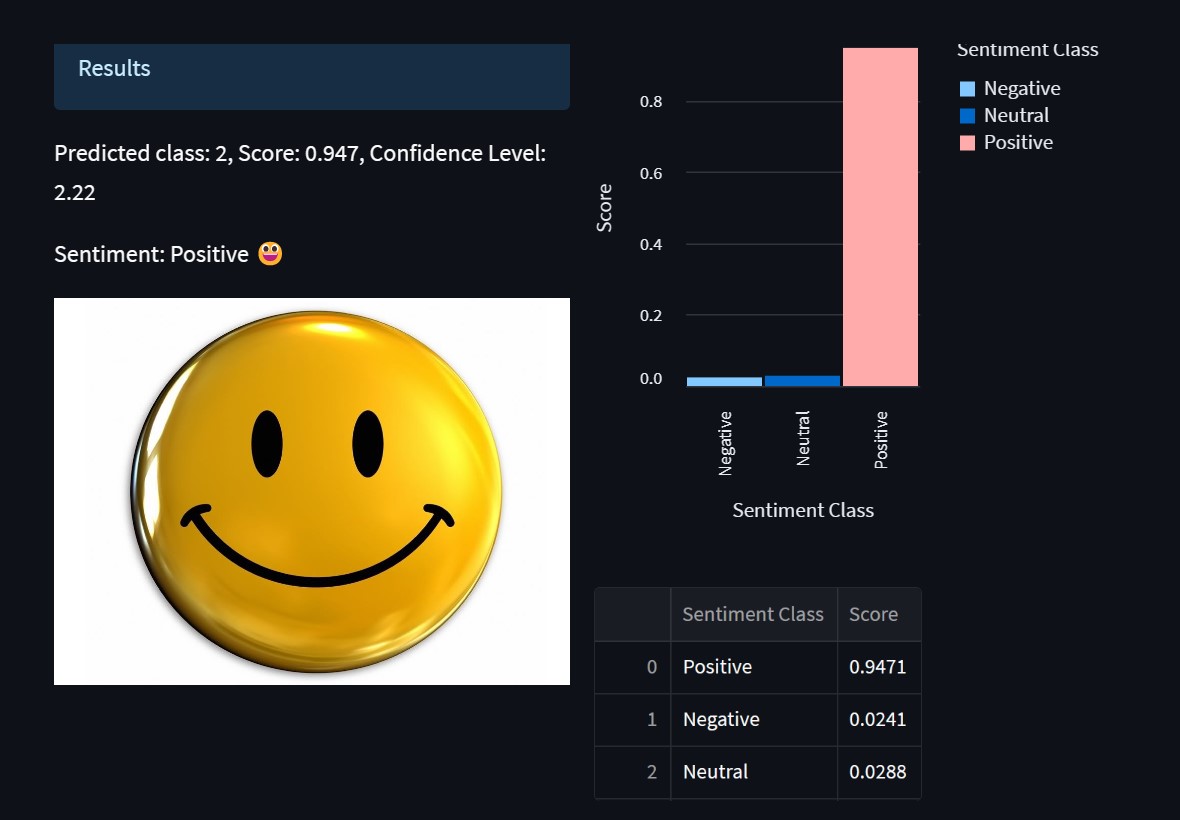 Results
Predicted class: 2, Score: 0.947, Confidence Level:
2.22
Sentiment: Positive
Score
0.8
0.6
0.4
0.2
0.0
Negative
Neutral
Positive
Sentiment Class
Sentiment Class
Negative
Neutral
Positive
Sentiment Class Score
0 Positive 0.9471
1 Negative 0.0241
2 Neutral 0.0288